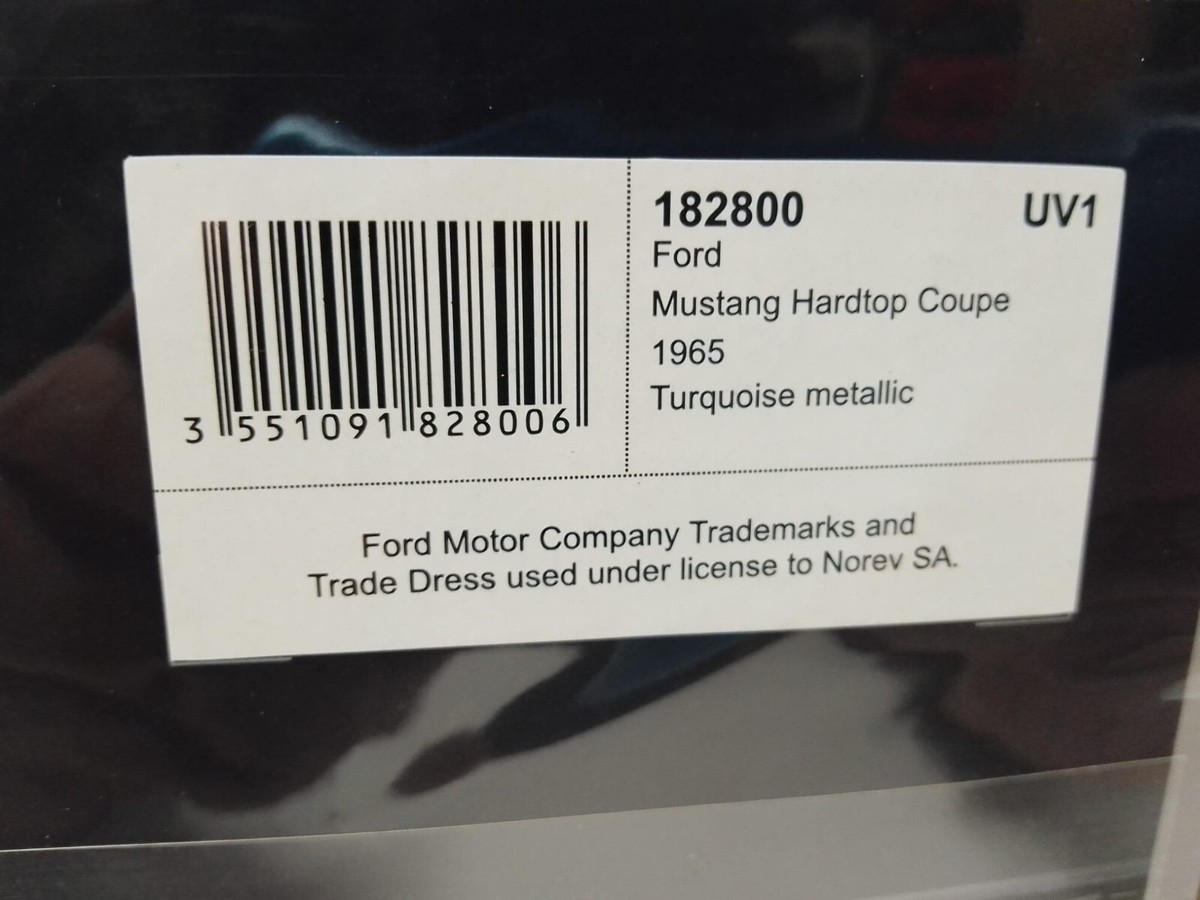 182800 UV1
Ford
Mustang Hardtop Coupe
1965
Turquoise metallic
3 551091 828006
Ford Motor Company Trademarks and
Trade Dress used under license to Norev SA.